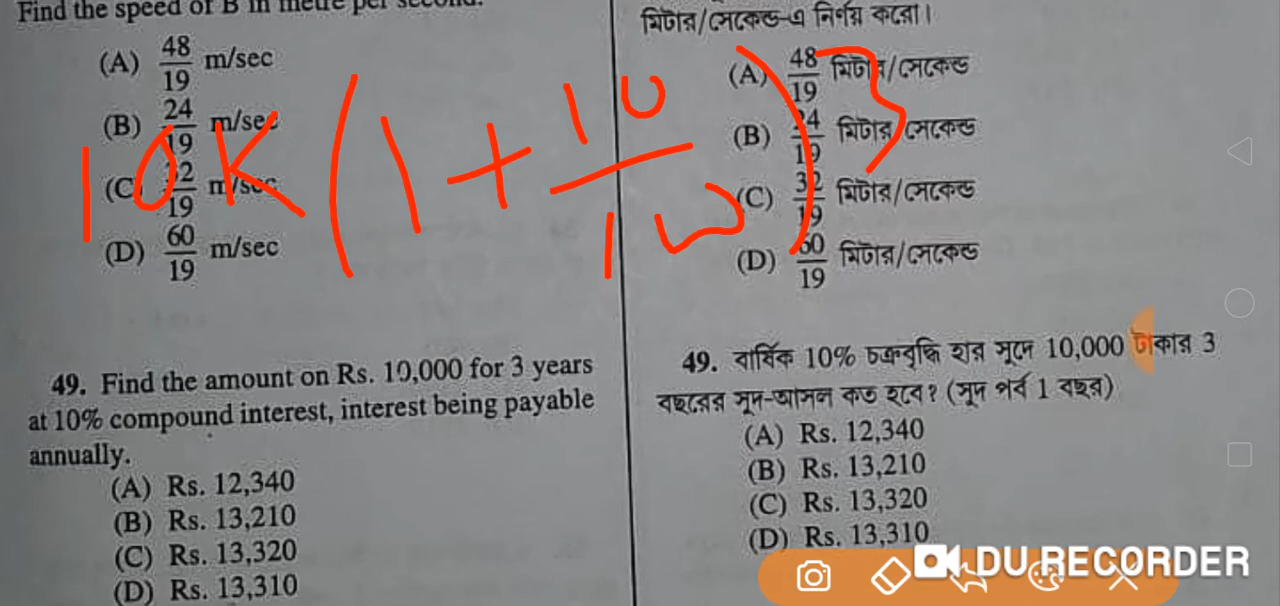 Find the speed of B in metre per second.
(A) 48/19 m/sec
(B) 24/19 m/sec
(C) 32/19 m/sec
(D) 60/19 m/sec
49. Find the amount on Rs. 10,000 for 3 years
at 10% compound interest, interest being payable
annually.
(A) Rs. 12,340
(B) Rs. 13,210
(C) Rs. 13,320
(D) Rs. 13,310
মিটার/সেকেন্ড-এ নির্ণয় করো।
(A) 48/19 মিটার/সেকেন্ড
(B) 24/19 মিটার/সেকেন্ড
(C) 32/19 মিটার/সেকেন্ড
(D) 60/19 মিটার/সেকেন্ড
49. বার্ষিক 10% চক্রবৃদ্ধি হার সুদে 10,000 টাকার 3
বছরের সুদ-আসল কত হবে? (সুদ পর্ব 1 বছর)
(A) Rs. 12,340
(B) Rs. 13,210
(C) Rs. 13,320
(D) Rs. 13,310
10K(1+10/10)3
DU RECORDER